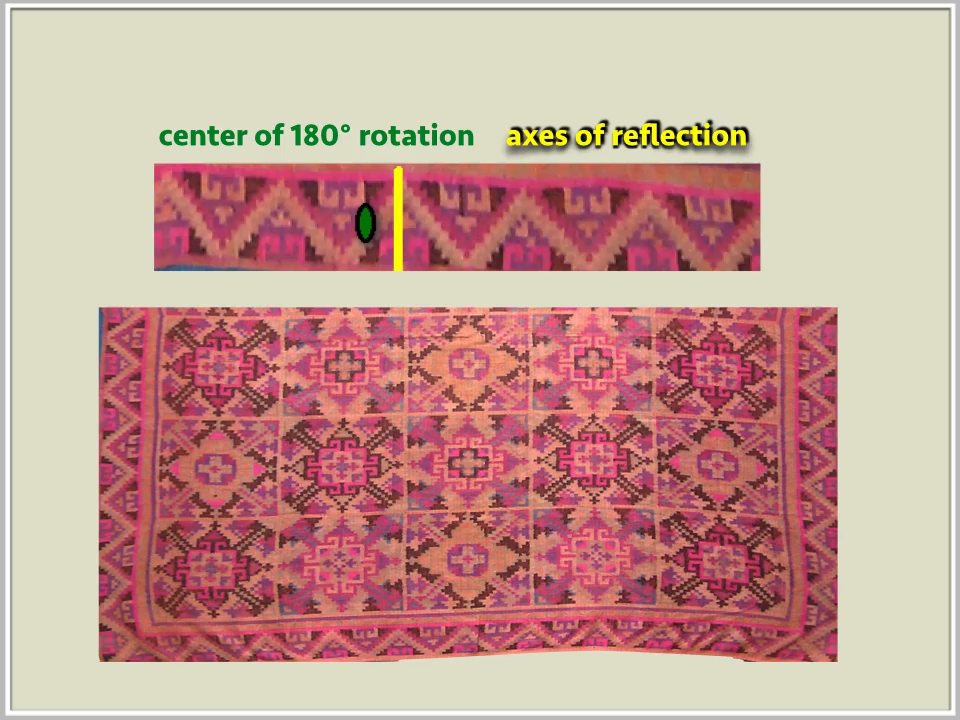 center of 180° rotation axes of reflection